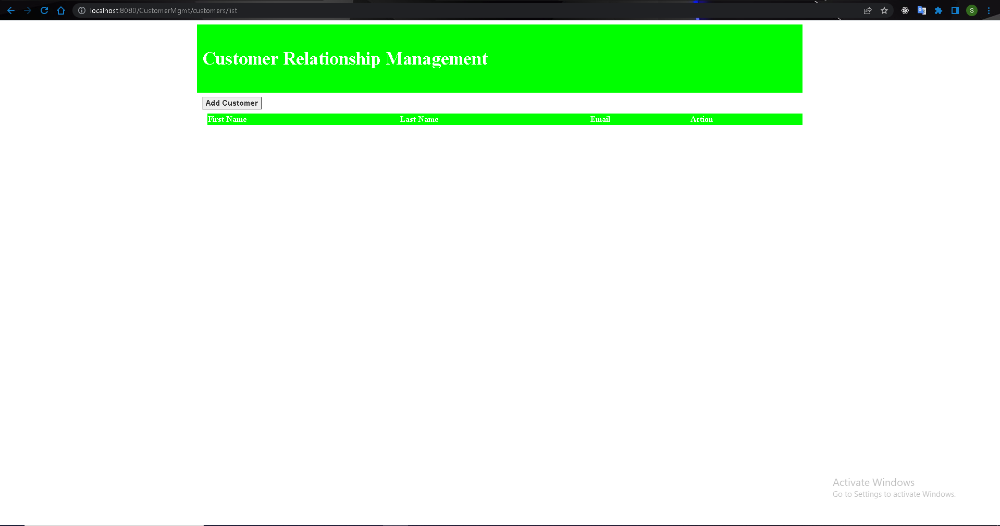 localhost:8080/CustomerMgmt/customers/list
S
Customer Relationship Management
Add Customer
First Name Last Name Email Action
Activate Windows
Go to Settings to activate Windows.